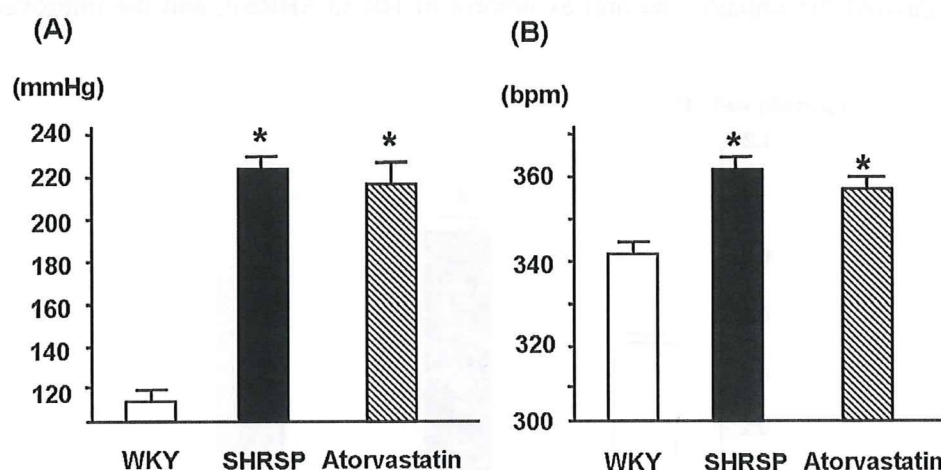 (A)
(mmHg)
240
220
200
180
160
140
120
*
*
WKY SHRSP Atorvastatin
(B)
(bpm)
360
340
320
300
*
*
WKY SHRSP Atorvastatin